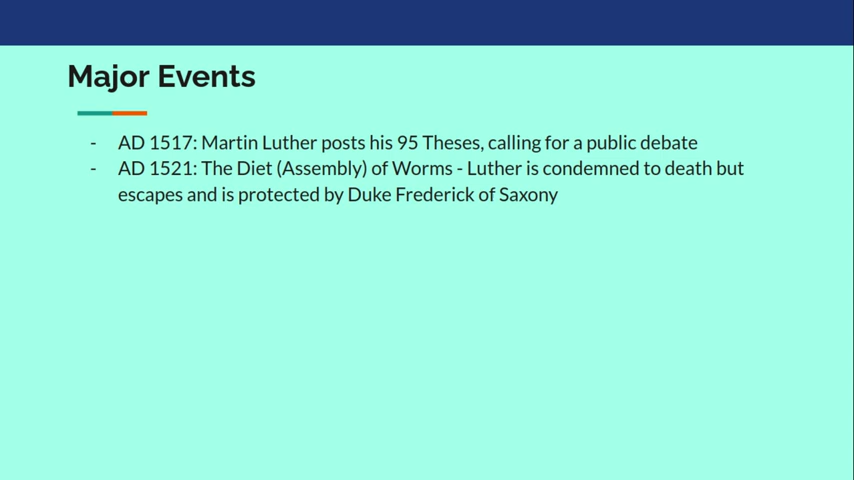 Major Events
- AD 1517: Martin Luther posts his 95 Theses, calling for a public debate
- AD 1521: The Diet (Assembly) of Worms - Luther is condemned to death but
escapes and is protected by Duke Frederick of Saxony